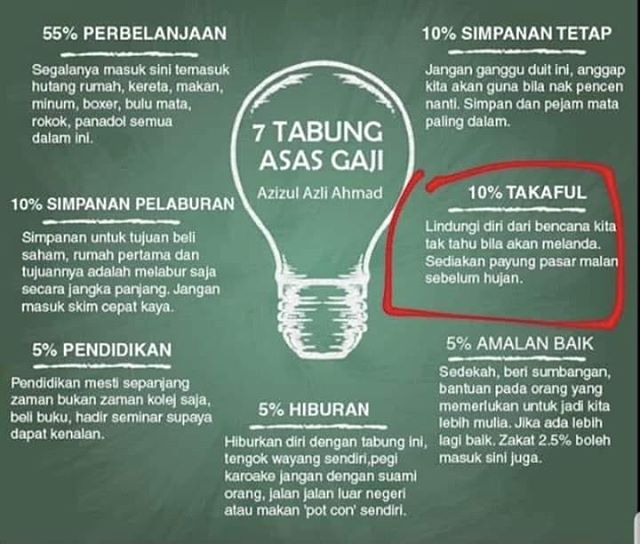 55% PERBELANJAAN
Segalanya masuk sini temasuk
hutang rumah, kereta, makan,
minum, boxer, bulu mata,
rokok, panadol semua
dalam ini.
10% SIMPANAN TETAP
Jangan ganggu duit ini, anggap
kita akan guna bila nak pencen
nanti. Simpan dan pejam mata
paling dalam.
7 TABUNG
ASAS GAJI
Azizul Azli Ahmad
10% SIMPANAN PELABURAN
Simpanan untuk tujuan beli
saham, rumah pertama dan
tujuannya adalah melabur saja
secara jangka panjang. Jangan
masuk skim cepat kaya.
10% TAKAFUL
Lindungi diri dari bencana kita
tak tahu bila akan melanda.
Sediakan payung pasar malan
sebelum hujan.
5% PENDIDIKAN
Pendidikan mesti sepanjang
zaman bukan zaman kolej saja,
beli buku, hadir seminar supaya
dapat kenalan.
5% HIBURAN
Hiburkan diri dengan tabung ini,
tengok wayang sendiri,pegi
karoake jangan dengan suami
orang, jalan jalan luar negeri
atau makan 'pot con' sendiri.
5% AMALAN BAIK
Sedekah, beri sumbangan,
bantuan pada orang yang
memerlukan untuk jadi kita
lebih mulia. Jika ada lebih
lagi baik. Zakat 2.5% boleh
masuk sini juga.